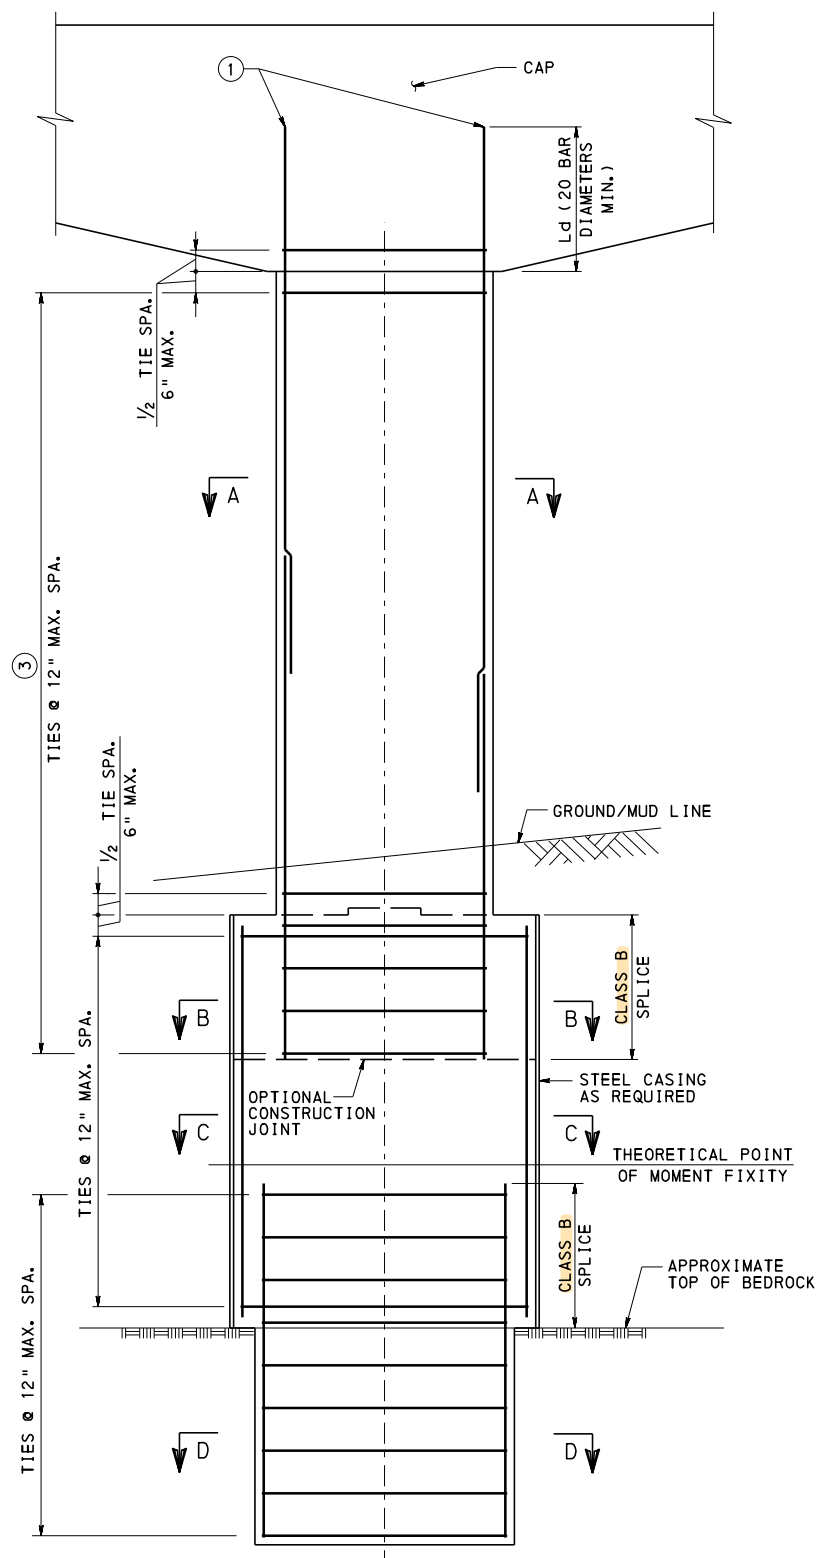 1
CAP
Ld (20 BAR
DIAMETERS
MIN.)
½ TIE SPA.
6" MAX.
A
A
3
TIES @ 12" MAX. SPA.
½ TIE SPA.
6" MAX.
GROUND/MUD LINE
CLASS B
SPLICE
B
B
TIES @ 12" MAX. SPA.
OPTIONAL
CONSTRUCTION
JOINT
STEEL CASING
AS REQUIRED
C
C
THEORETICAL POINT
OF MOMENT FIXITY
CLASS B
SPLICE
APPROXIMATE
TOP OF BEDROCK
TIES @ 12" MAX. SPA.
D
D